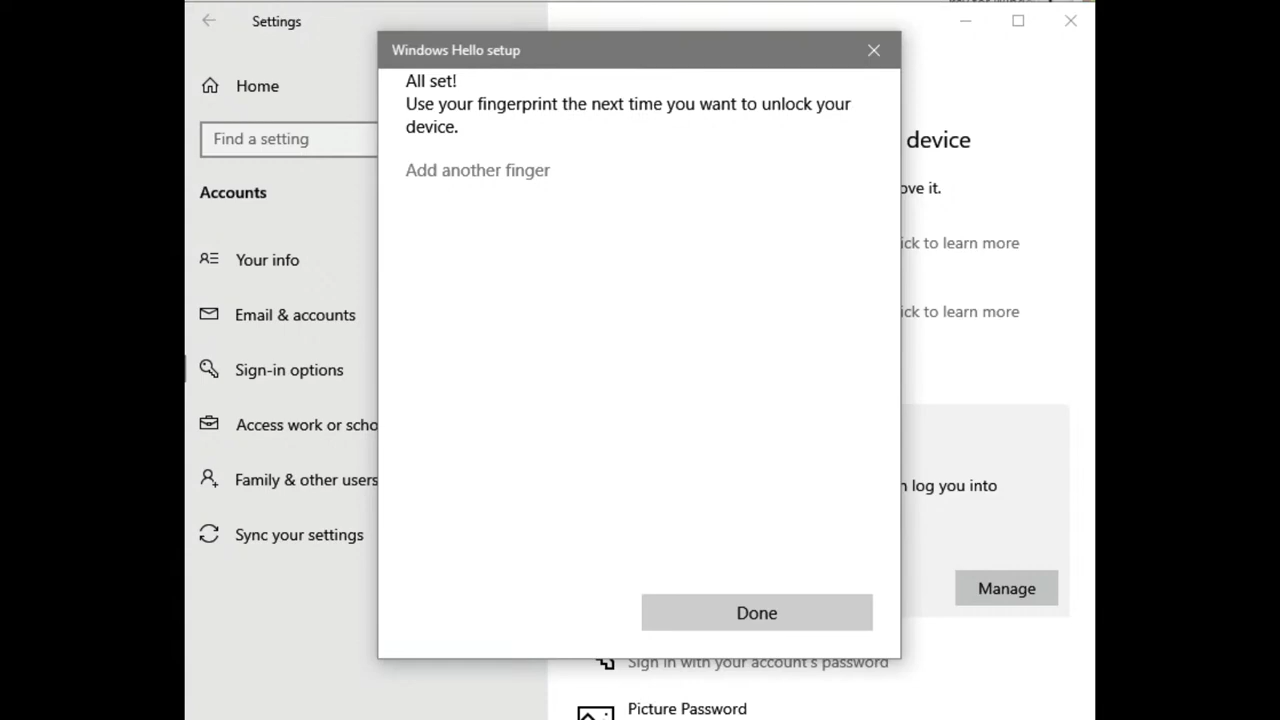 Settings
Windows Hello setup
All set!
Use your fingerprint the next time you want to unlock your
device.
Add another finger
Done
Home
Find a setting
Accounts
Your info
Email & accounts
Sign-in options
Access work or scho
Family & other users
Sync your settings
device
ove it.
ick to learn more
ick to learn more
log you into
Manage
Sign in with your account's password
Picture Password